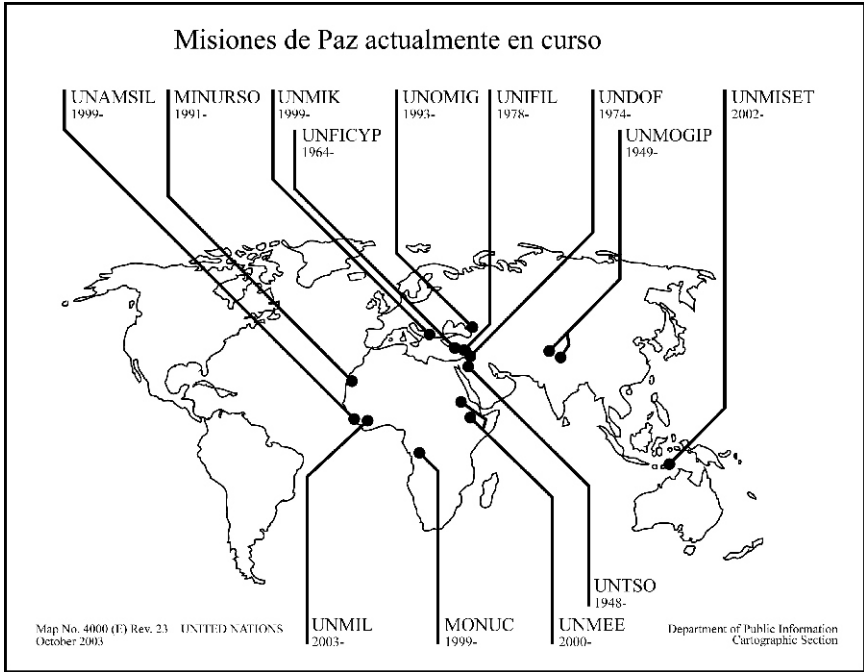 Misiones de Paz actualmente en curso
UNAMSIL
1999-
MINURSO
1991-
UNMIK
1999-
UNFICYP
1964-
UNOMIG
1993-
UNIFIL
1978-
UNDOF
1974-
UNMOGIP
1949-
UNMISET
2002-
UNTSO
1948-
UNMIL
2003-
MONUC
1999-
UNMEE
2000-
Map No. 4000 (E) Rev. 23 UNITED NATIONS
October 2003
Department of Public Information
Cartographic Section